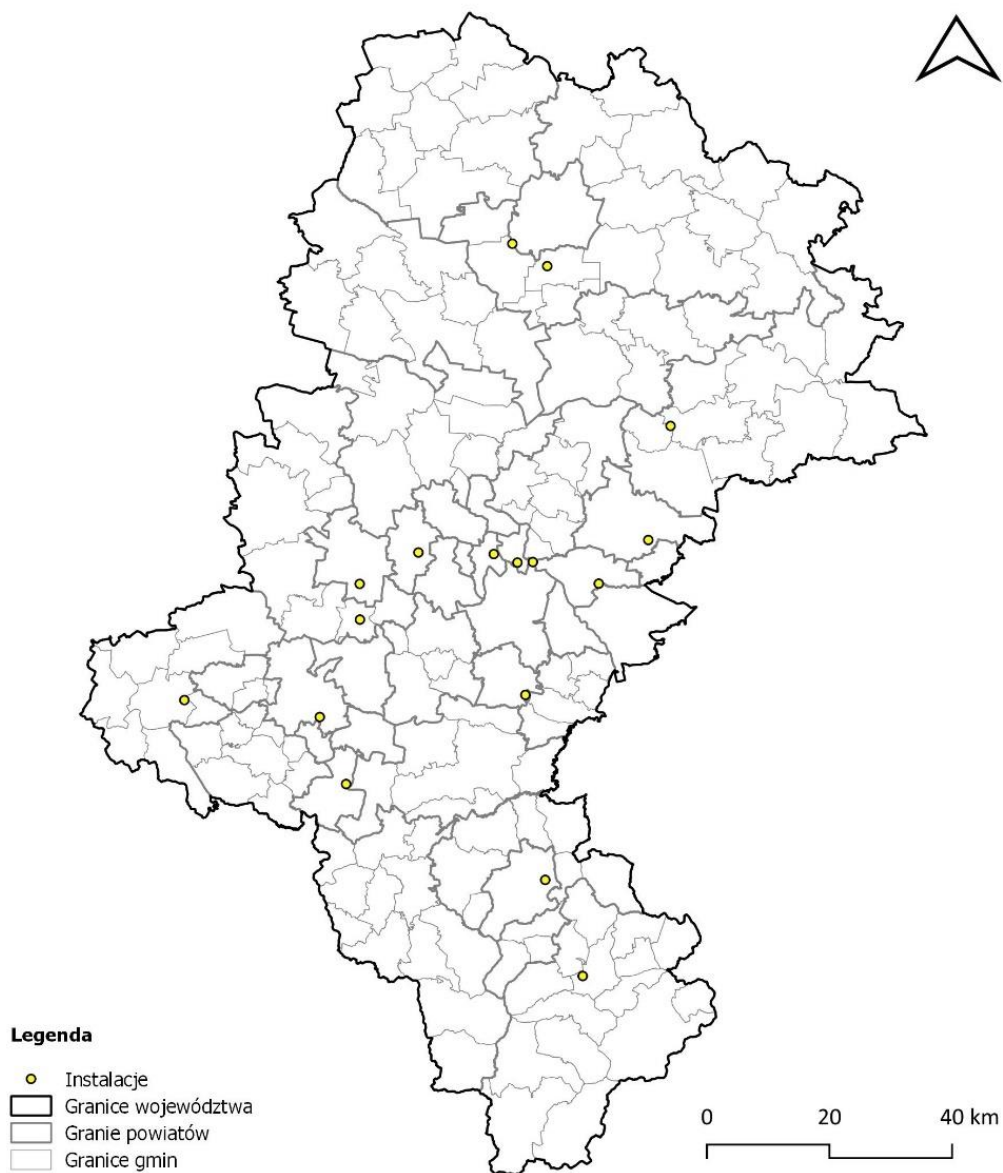 Legenda
Instalacje
Granice województwa
Granie powiatów
Granice gmin
0 20 40 km